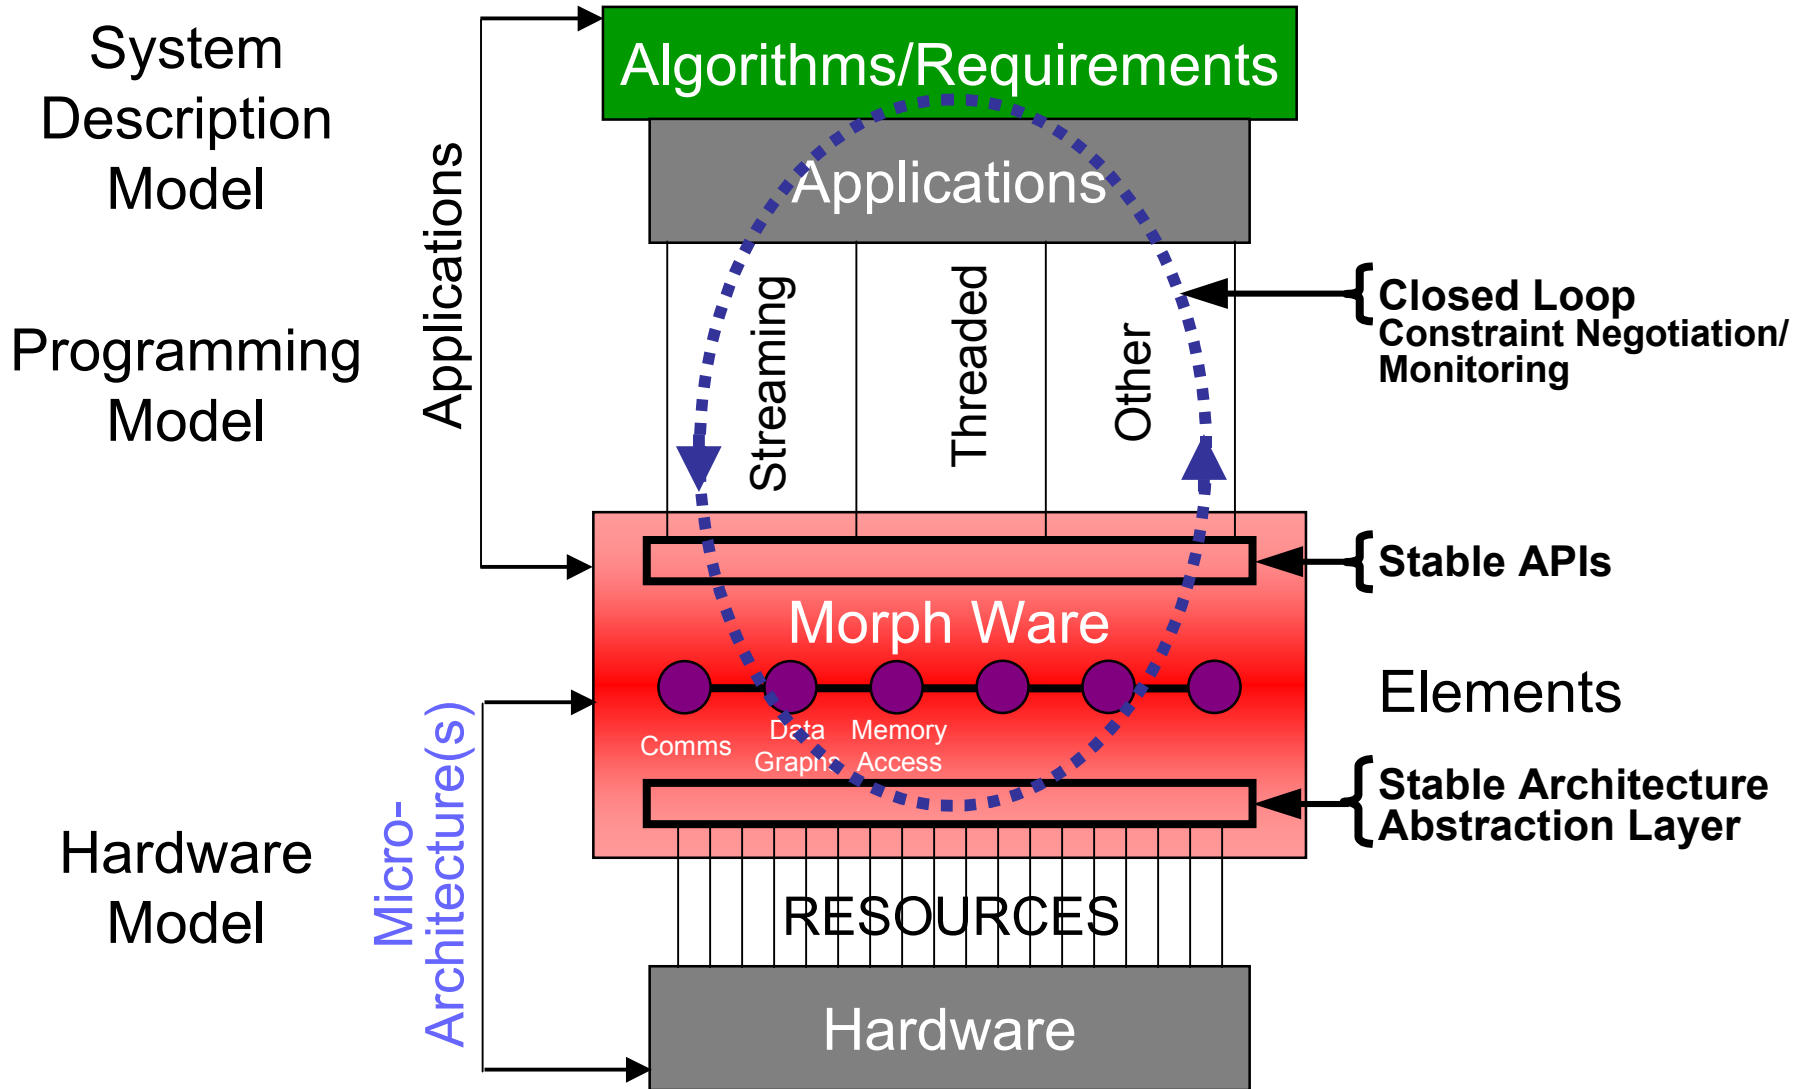 System
Description
Model
Programming
Model
Hardware
Model
Applications
Micro-
Architecture(s)
Algorithms/Requirements
Applications
Streaming
Threaded
Other
Morph Ware
Comms
Data
Graphs
Memory
Access
RESOURCES
Hardware
Closed Loop
Constraint Negotiation/
Monitoring
Stable APIs
Elements
Stable Architecture
Abstraction Layer